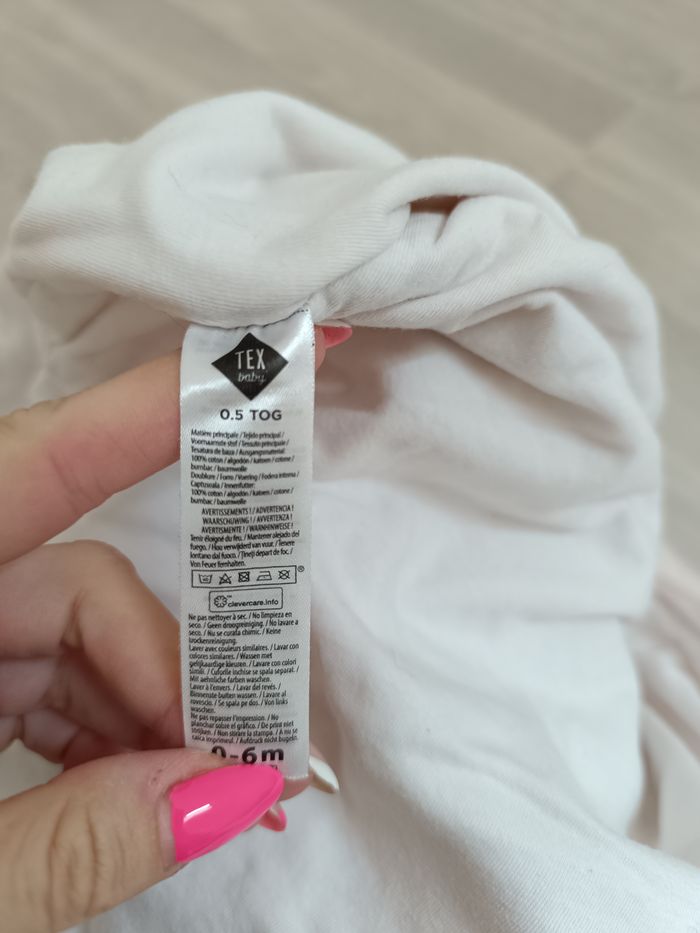 TEX
baby
0.5 TOG
Matière principale / Tejido principal /
Voornaamste stof / Tessuto principale /
Tesatura de baza / Ausgangsmaterial:
100% coton / algodón / katoen / cotone /
bumbac / baumwolle
Doublure / Forro / Voering / Fodera interna /
Captuseala / Innenfutter:
100% coton / algodón / katoen / cotone /
bumbac / baumwolle
AVERTISSEMENTS ! / ADVERTENCIA !
WAARSCHUWING ! / AVVERTENZA !
AVERTISMENTE ! / WARNHINWEISE !
Tenir éloigné du feu. / Mantener alejado del
fuego. / Hou verwijderd van vuur. / Tenere
lontano dal fuoco. / Țineți departe de foc. /
Von Feuer fernhalten.
®
™
clevercare.info
Ne pas nettoyer à sec. / No limpieza en
seco. / Geen droogreiniging. / No lavare a
seco. / Nu se curata chimic. / Keine
trockenreinigung.
Laver avec couleurs similaires. / Lavar con
colores similares. / Wassen met
gelijkaardige kleuren. / Lavare con colori
simili. / Culorile inchise se spala separat. /
Mit aehnliche farben waschen.
Laver à l'envers. / Lavar del revés. /
Binnenste buiten wassen. / Lavare al
rovescio. / Se spala pe dos. / Von links
waschen.
Ne pas repasser l'impression. / No
planchar sobre el gráfico. / De print niet
strijken. / Non stirare la stampa. / A nu se
calca imprimeul. / Aufdruck nicht bugeln.
0-6m